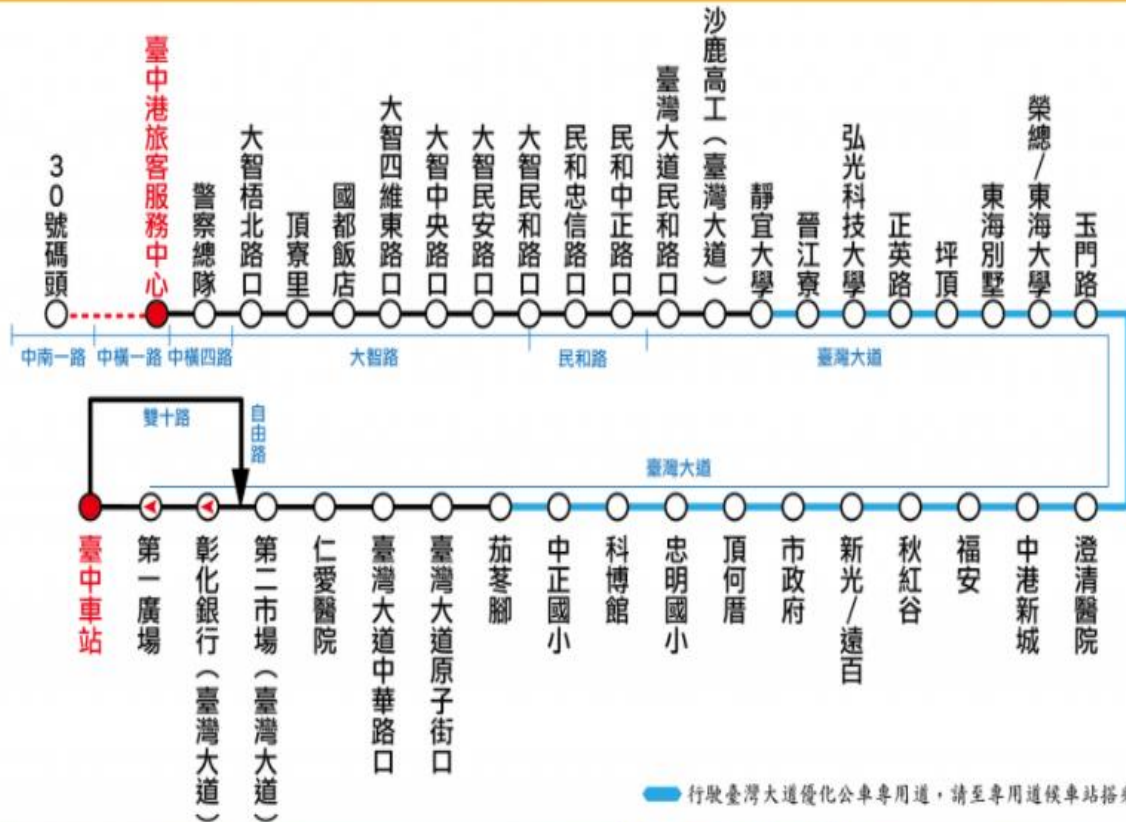 30號碼頭
臺中港旅客服務中心
警察總隊
大智梧北路口
頂寮里
國都飯店
大智四維東路口
大智中央路口
大智民安路口
大智民和路口
民和忠信路口
民和中正路口
臺灣大道民和路口
沙鹿高工（臺灣大道）
靜宜大學
晉江寮
弘光科技大學
正英路
坪頂
東海別墅
榮總/東海大學
玉門路
中南一路
中橫一路
中橫四路
大智路
民和路
臺灣大道
雙十路
自由路
臺灣大道
臺中車站
第一廣場
彰化銀行（臺灣大道）
第二市場（臺灣大道）
仁愛醫院
臺灣大道中華路口
臺灣大道原子街口
茄苳腳
中正國小
科博館
忠明國小
頂何厝
市政府
新光/遠百
秋紅谷
福安
中港新城
澄清醫院
行駛臺灣大道優化公車專用道，請至專用道候車站搭